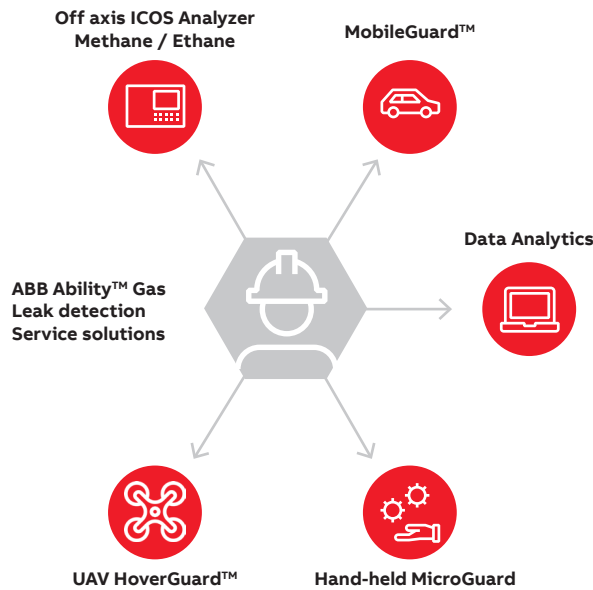 Off axis ICOS Analyzer
Methane / Ethane
MobileGuard™
Data Analytics
ABB Ability™ Gas
Leak detection
Service solutions
UAV HoverGuard™
Hand-held MicroGuard